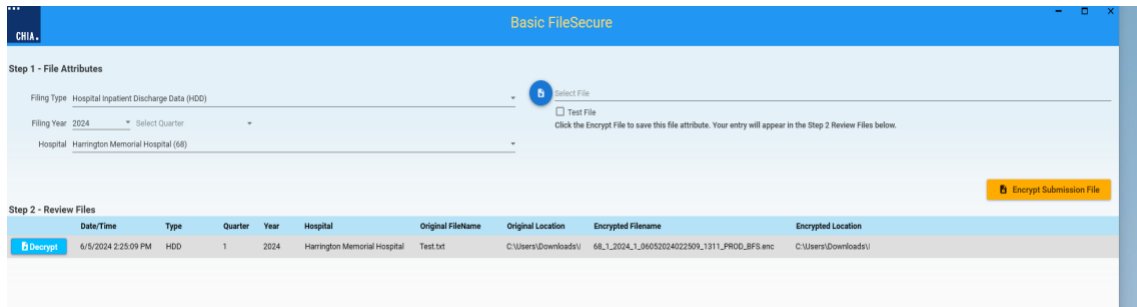 CHIA.
Basic FileSecure
Step 1 - File Attributes
Filing Type Hospital Inpatient Discharge Data (HDD)
Select File
Test File
Filing Year 2024 Select Quarter
Click the Encrypt File to save this file attribute. Your entry will appear in the Step 2 Review Files below.
Hospital Harrington Memorial Hospital (68)
Encrypt Submission File
Step 2 - Review Files
Date/Time Type Quarter Year Hospital Original FileName Original Location Encrypted Filename Encrypted Location
Decrypt 6/5/2024 2:25:09 PM HDD 1 2024 Harrington Memorial Hospital Test.txt C:\Users\Downloads\i 68_1_2024_1_06052024022509_1311_PROD_BFS.enc C:\Users\Downloads\i